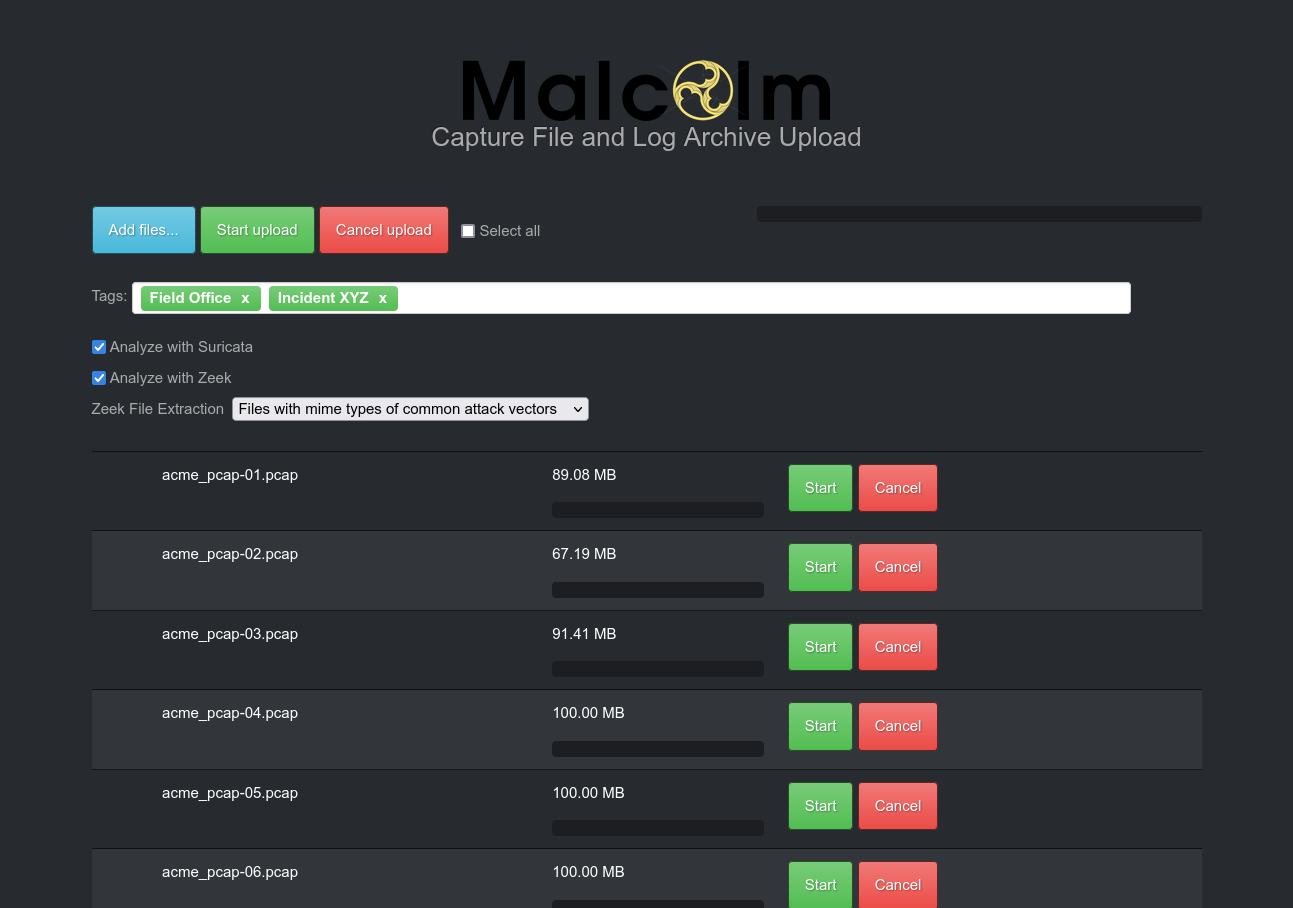 Malcolm
Capture File and Log Archive Upload
Add files... Start upload Cancel upload Select all
Tags: Field Office x Incident XYZ x
Analyze with Suricata
Analyze with Zeek
Zeek File Extraction Files with mime types of common attack vectors
acme_pcap-01.pcap 89.08 MB Start Cancel
acme_pcap-02.pcap 67.19 MB Start Cancel
acme_pcap-03.pcap 91.41 MB Start Cancel
acme_pcap-04.pcap 100.00 MB Start Cancel
acme_pcap-05.pcap 100.00 MB Start Cancel
acme_pcap-06.pcap 100.00 MB Start Cancel